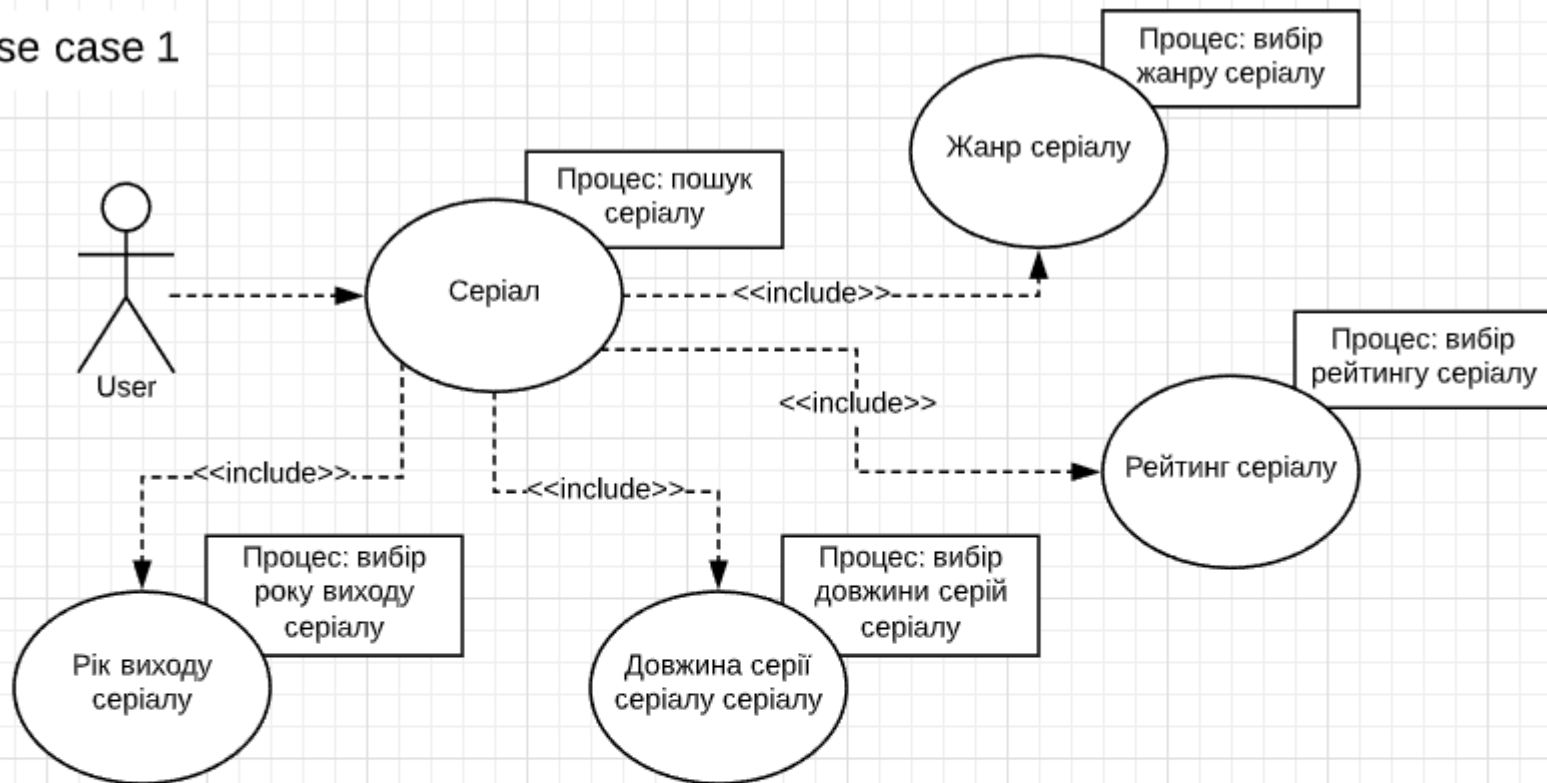 se case 1
Процес: вибір
жанру серіалу
Жанр серіалу
Процес: пошук
серіалу
Серіал
<<include>>
User
Процес: вибір
рейтингу серіалу
<<include>>
Рейтинг серіалу
<<include>>
<<include>>
Процес: вибір
року виходу
серіалу
Рік виходу
серіалу
Процес: вибір
довжини серій
серіалу
Довжина серії
серіалу серіалу